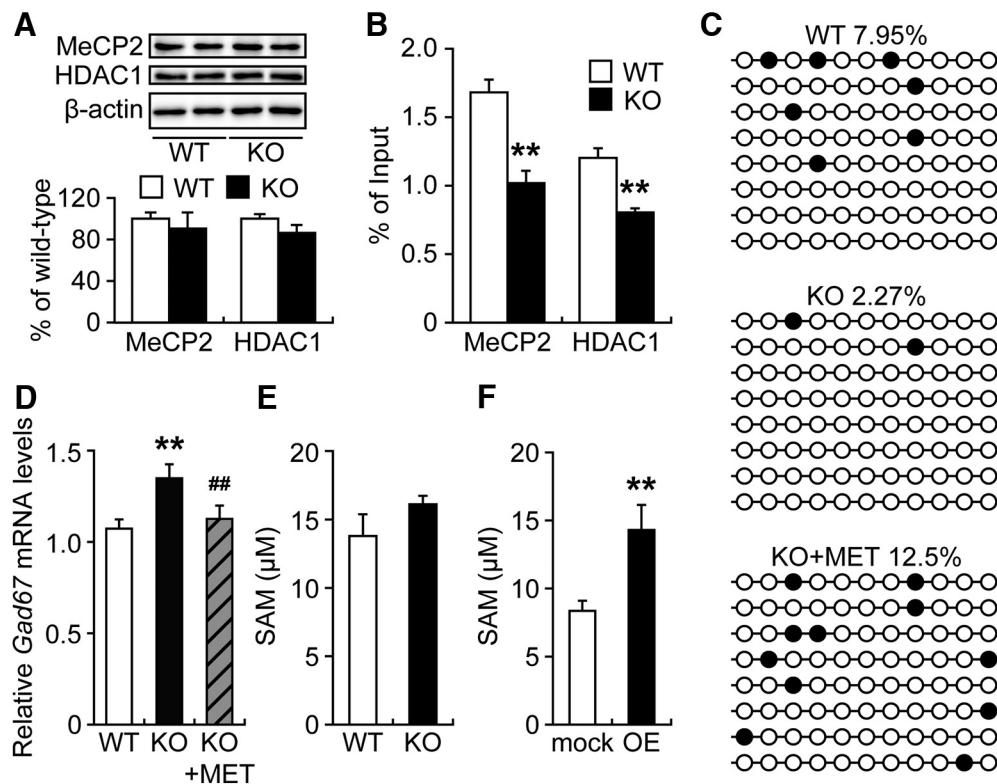 A
MeCP2
HDAC1
β-actin
WT KO
WT KO
% of wild-type
120
80
40
0
MeCP2 HDAC1
B
% of Input
2.0
1.5
1.0
0.5
0
WT
KO
**
**
MeCP2 HDAC1
C
WT 7.95%
KO 2.27%
KO+MET 12.5%
D
Relative Gad67 mRNA levels
1.5
1.0
0.5
0
**
##
WT KO KO
+MET
E
SAM (μM)
20
15
10
5
0
WT KO
F
SAM (μM)
20
15
10
5
0
**
mock OE